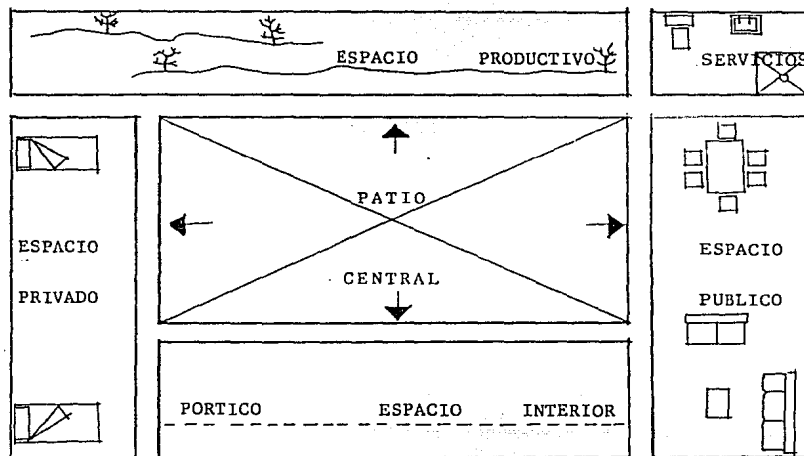 ESPACIO PRODUCTIVO
SERVICIOS
PATIO
CENTRAL
ESPACIO
PRIVADO
ESPACIO
PUBLICO
PORTICO ESPACIO INTERIOR